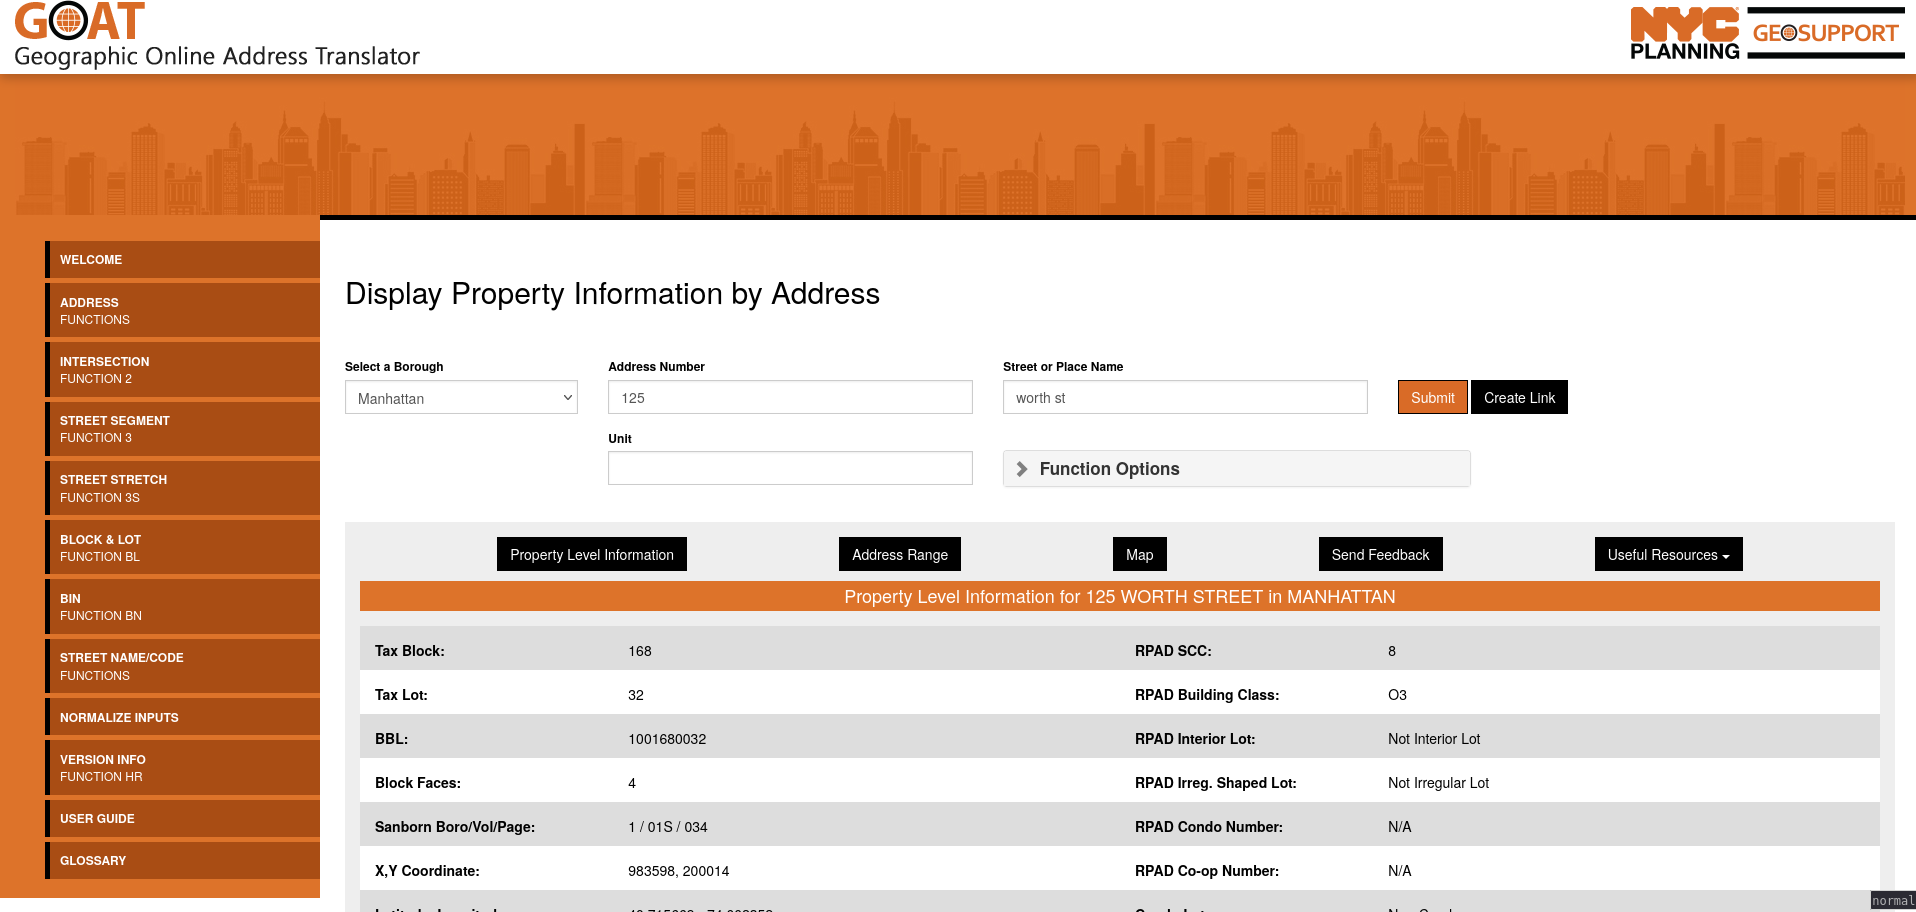 GOAT
Geographic Online Address Translator
NYC
PLANNING
GEOSUPPORT
WELCOME
ADDRESS
FUNCTIONS
INTERSECTION
FUNCTION 2
STREET SEGMENT
FUNCTION 3
STREET STRETCH
FUNCTION 3S
BLOCK & LOT
FUNCTION BL
BIN
FUNCTION BN
STREET NAME/CODE
FUNCTIONS
NORMALIZE INPUTS
VERSION INFO
FUNCTION HR
USER GUIDE
GLOSSARY
Display Property Information by Address
Select a Borough Address Number Street or Place Name
Manhattan 125 worth st Submit Create Link
Unit
Function Options
Property Level Information Address Range Map Send Feedback Useful Resources
Property Level Information for 125 WORTH STREET in MANHATTAN
Tax Block: 168 RPAD SCC: 8
Tax Lot: 32 RPAD Building Class: O3
BBL: 1001680032 RPAD Interior Lot: Not Interior Lot
Block Faces: 4 RPAD Irreg. Shaped Lot: Not Irregular Lot
Sanborn Boro/Vol/Page: 1 / 01S / 034 RPAD Condo Number: N/A
X,Y Coordinate: 983598, 200014 RPAD Co-op Number: N/A
normal